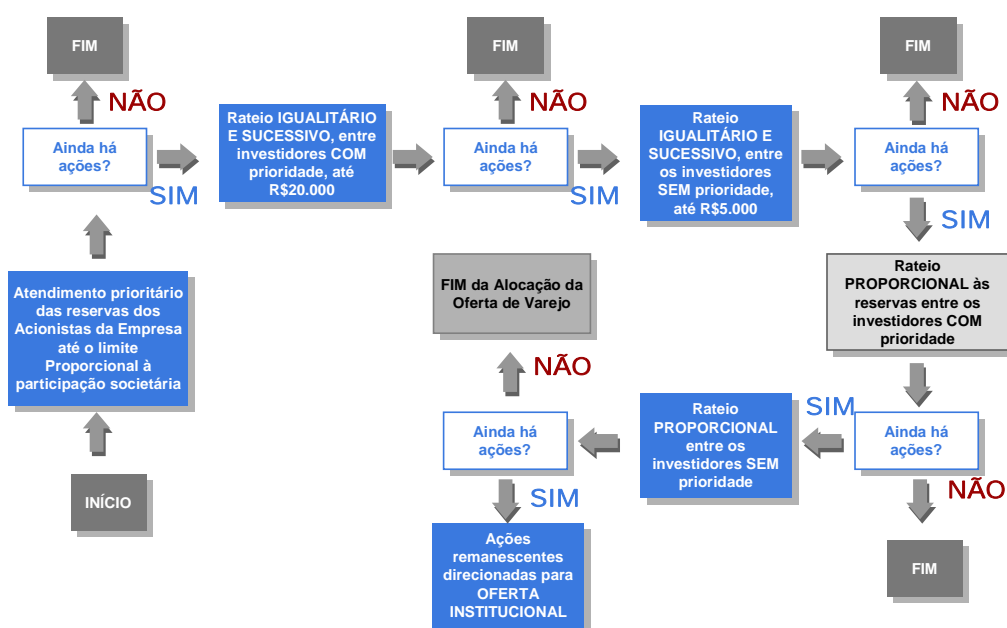 INÍCIO
Atendimento prioritário
das reservas dos
Acionistas da Empresa
até o limite
Proporcional à
participação societária
Ainda há
ações?
NÃO
FIM
SIM
Rateio IGUALITÁRIO
E SUCESSIVO, entre
investidores COM
prioridade, até
R$20.000
Ainda há
ações?
NÃO
FIM
SIM
Rateio
IGUALITÁRIO E
SUCESSIVO, entre
os investidores
SEM prioridade,
até R$5.000
Ainda há
ações?
NÃO
FIM
SIM
Rateio
PROPORCIONAL às
reservas entre os
investidores COM
prioridade
Ainda há
ações?
NÃO
FIM
SIM
Rateio
PROPORCIONAL
entre os
investidores SEM
prioridade
Ainda há
ações?
NÃO
FIM da Alocação da
Oferta de Varejo
SIM
Ações
remanescentes
direcionadas para
OFERTA
INSTITUCIONAL